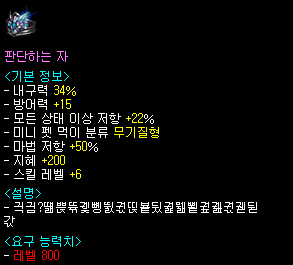 판단하는 자
<기본 정보>
- 내구력 34%
- 방어력 +15
- 모든 상태 이상 저항 +22%
- 미니 펫 먹이 분류 무기질형
- 마법 저항 +50%
- 지혜 +200
- 스킬 레벨 +6
<설명>
값
<요구 능력치>
- 레벨 800